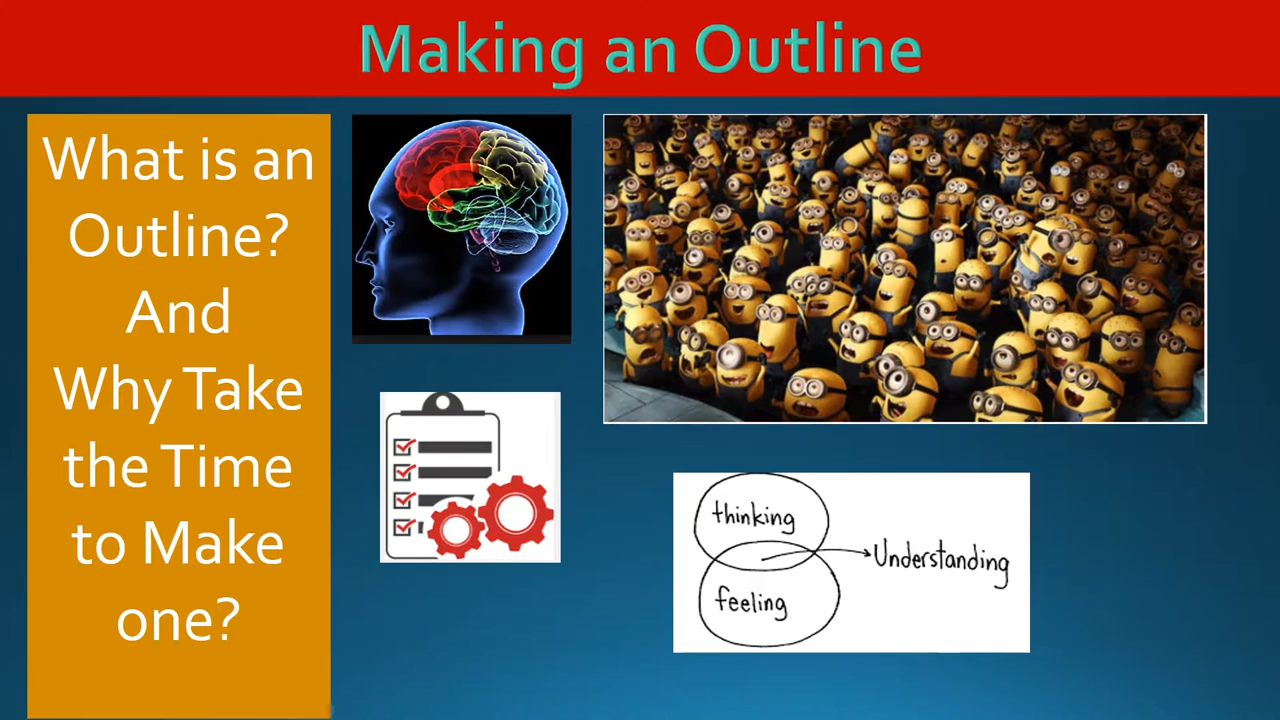 Making an Outline
What is an
Outline?
And
Why Take
the Time
to Make
one?
thinking
Understanding
feeling